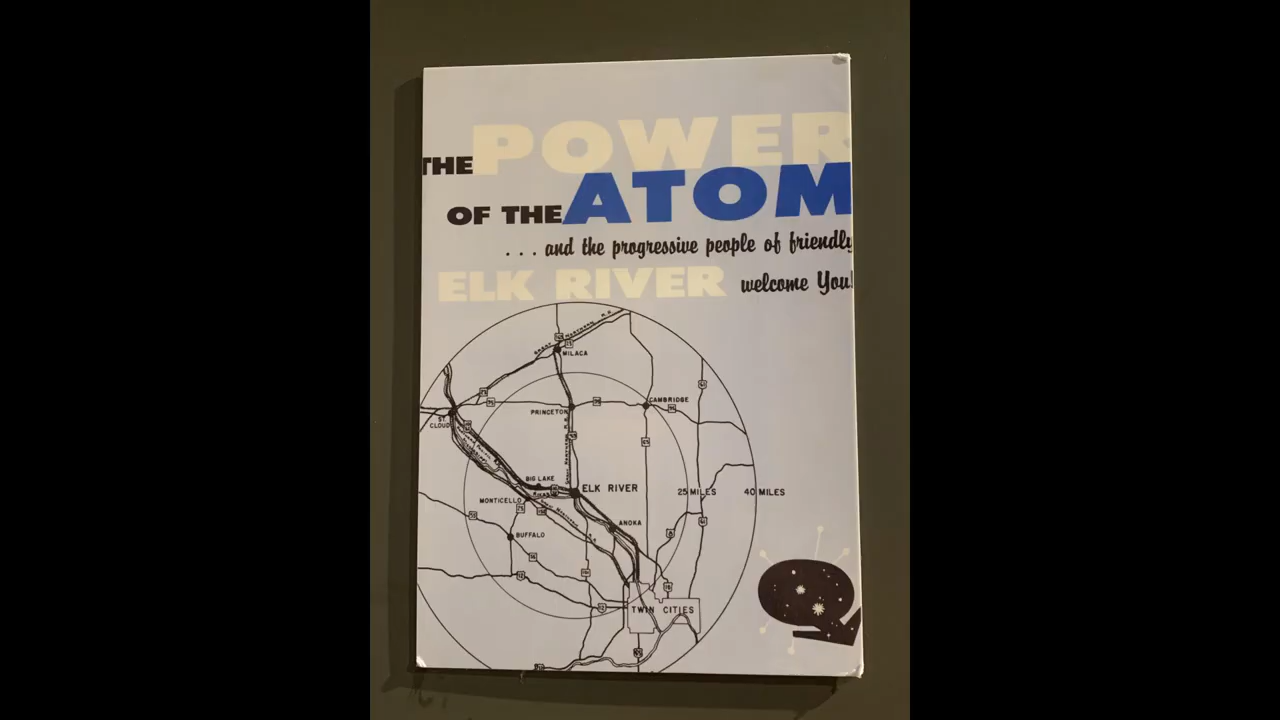 THE POWER
OF THE ATOM
. . . and the progressive people of friendly
ELK RIVER welcome You!
MILACA
PRINCETON
CAMBRIDGE
ST. CLOUD
BIG LAKE
ELK RIVER
25 MILES
40 MILES
MONTICELLO
ANOKA
BUFFALO
TWIN CITIES